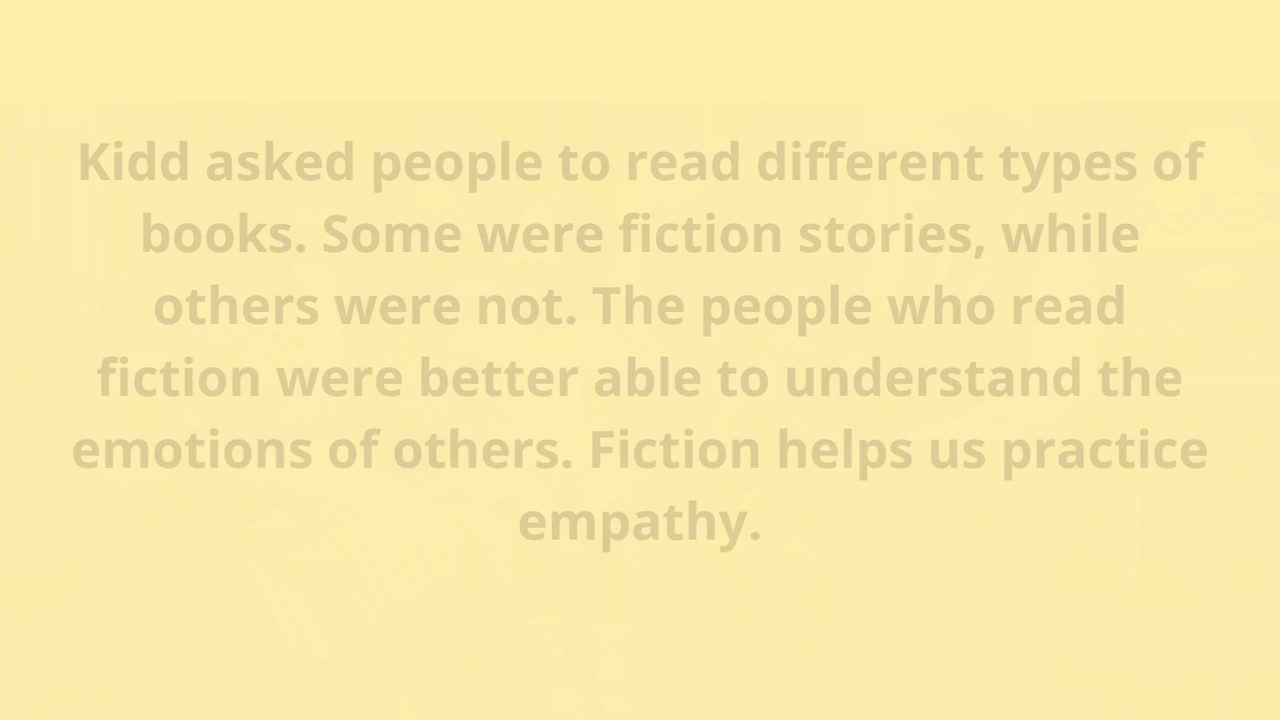 Kidd asked people to read different types of
books. Some were fiction stories, while
others were not. The people who read
fiction were better able to understand the
emotions of others. Fiction helps us practice
empathy.